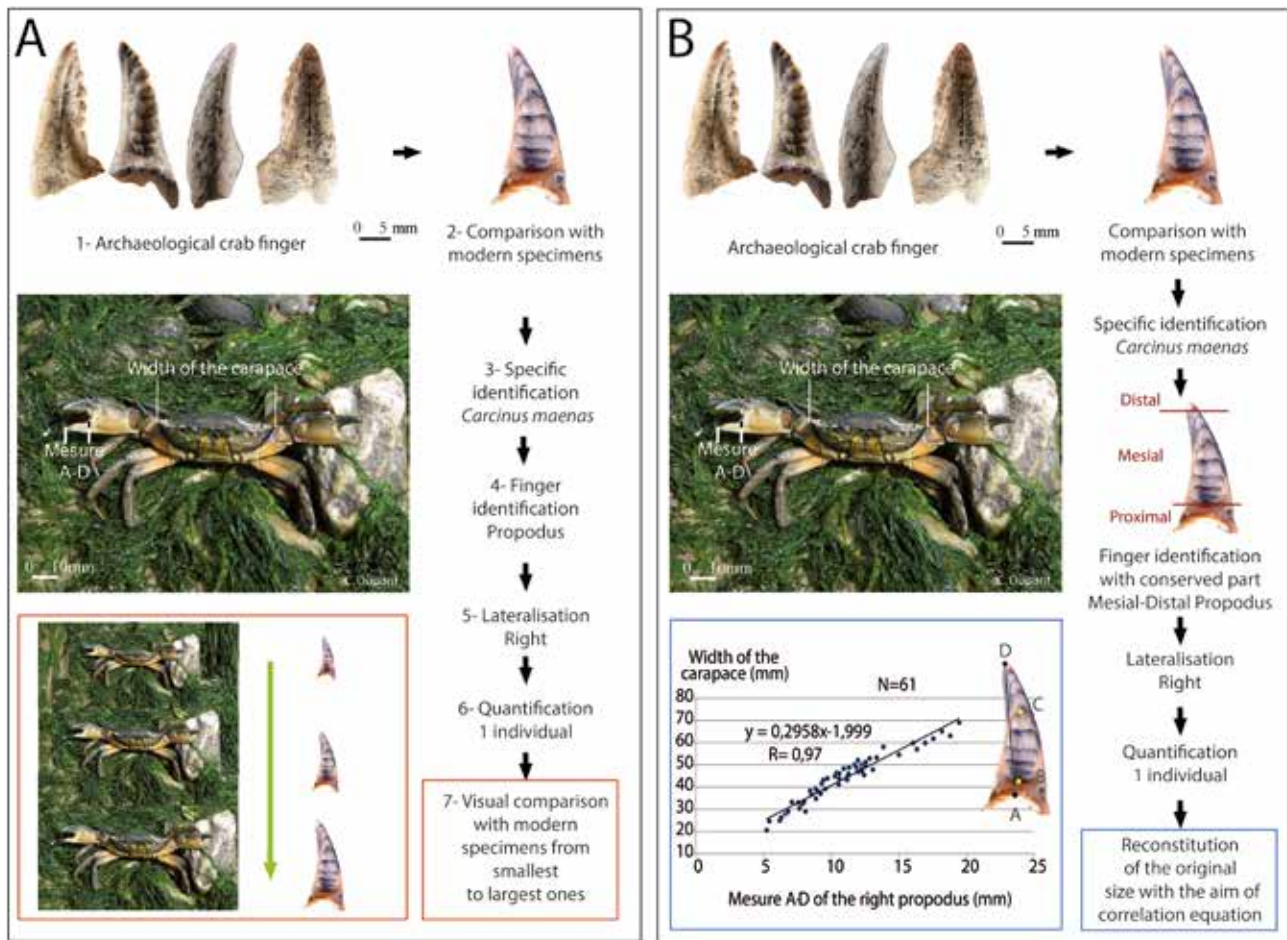 A
1- Archaeological crab finger
0 5 mm
2- Comparison with
modern specimens
Width of the carapace
Mesure
A-D
0 10mm
C. Dupont
3- Specific
identification
Carcinus maenas
4- Finger
identification
Propodus
5- Lateralisation
Right
6- Quantification
1 individual
7- Visual comparison
with modern
specimens from
smallest
to largest ones
B
Archaeological crab finger
0 5 mm
Comparison with
modern specimens
Specific identification
Carcinus maenas
Width of the carapace
Mesure
A-D
0 10mm
C. Dupont
Distal
Mesial
Proximal
Finger identification
with conserved part
Mesial-Distal Propodus
Lateralisation
Right
Quantification
1 individual
Reconstitution
of the original
size with the aim of
correlation equation
Width of the
carapace (mm)
N=61
y = 0,2958x-1,999
R= 0,97
80
70
60
50
40
30
20
10
0 5 10 15 20 25
Mesure A-D of the right propodus (mm)
D
C
B
A